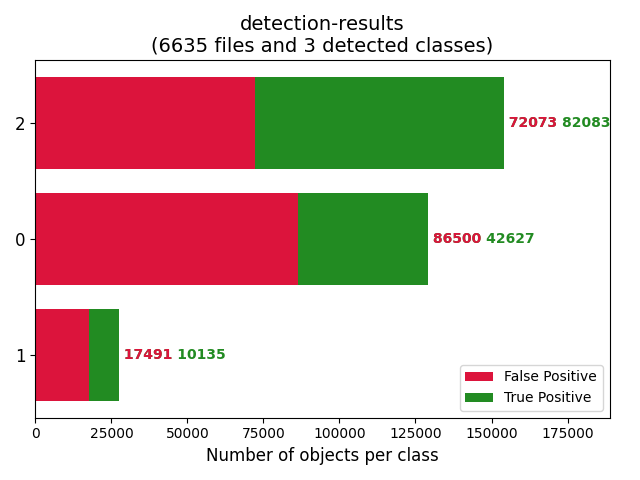 detection-results
(6635 files and 3 detected classes)
2
72073 82083
0
86500 42627
1
17491 10135
False Positive
True Positive
0 25000 50000 75000 100000 125000 150000 175000
Number of objects per class